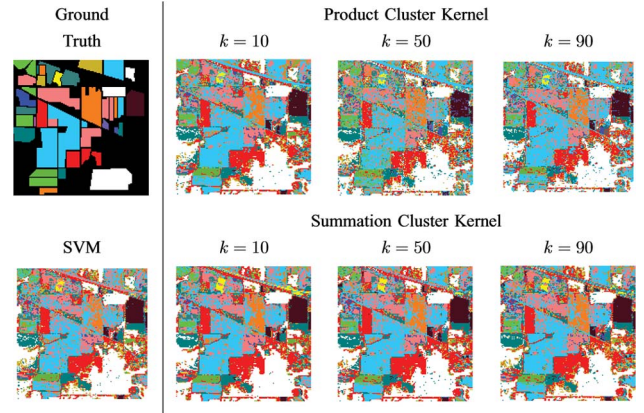 Ground
Truth
Product Cluster Kernel
k = 10
k = 50
k = 90
Summation Cluster Kernel
SVM
k = 10
k = 50
k = 90